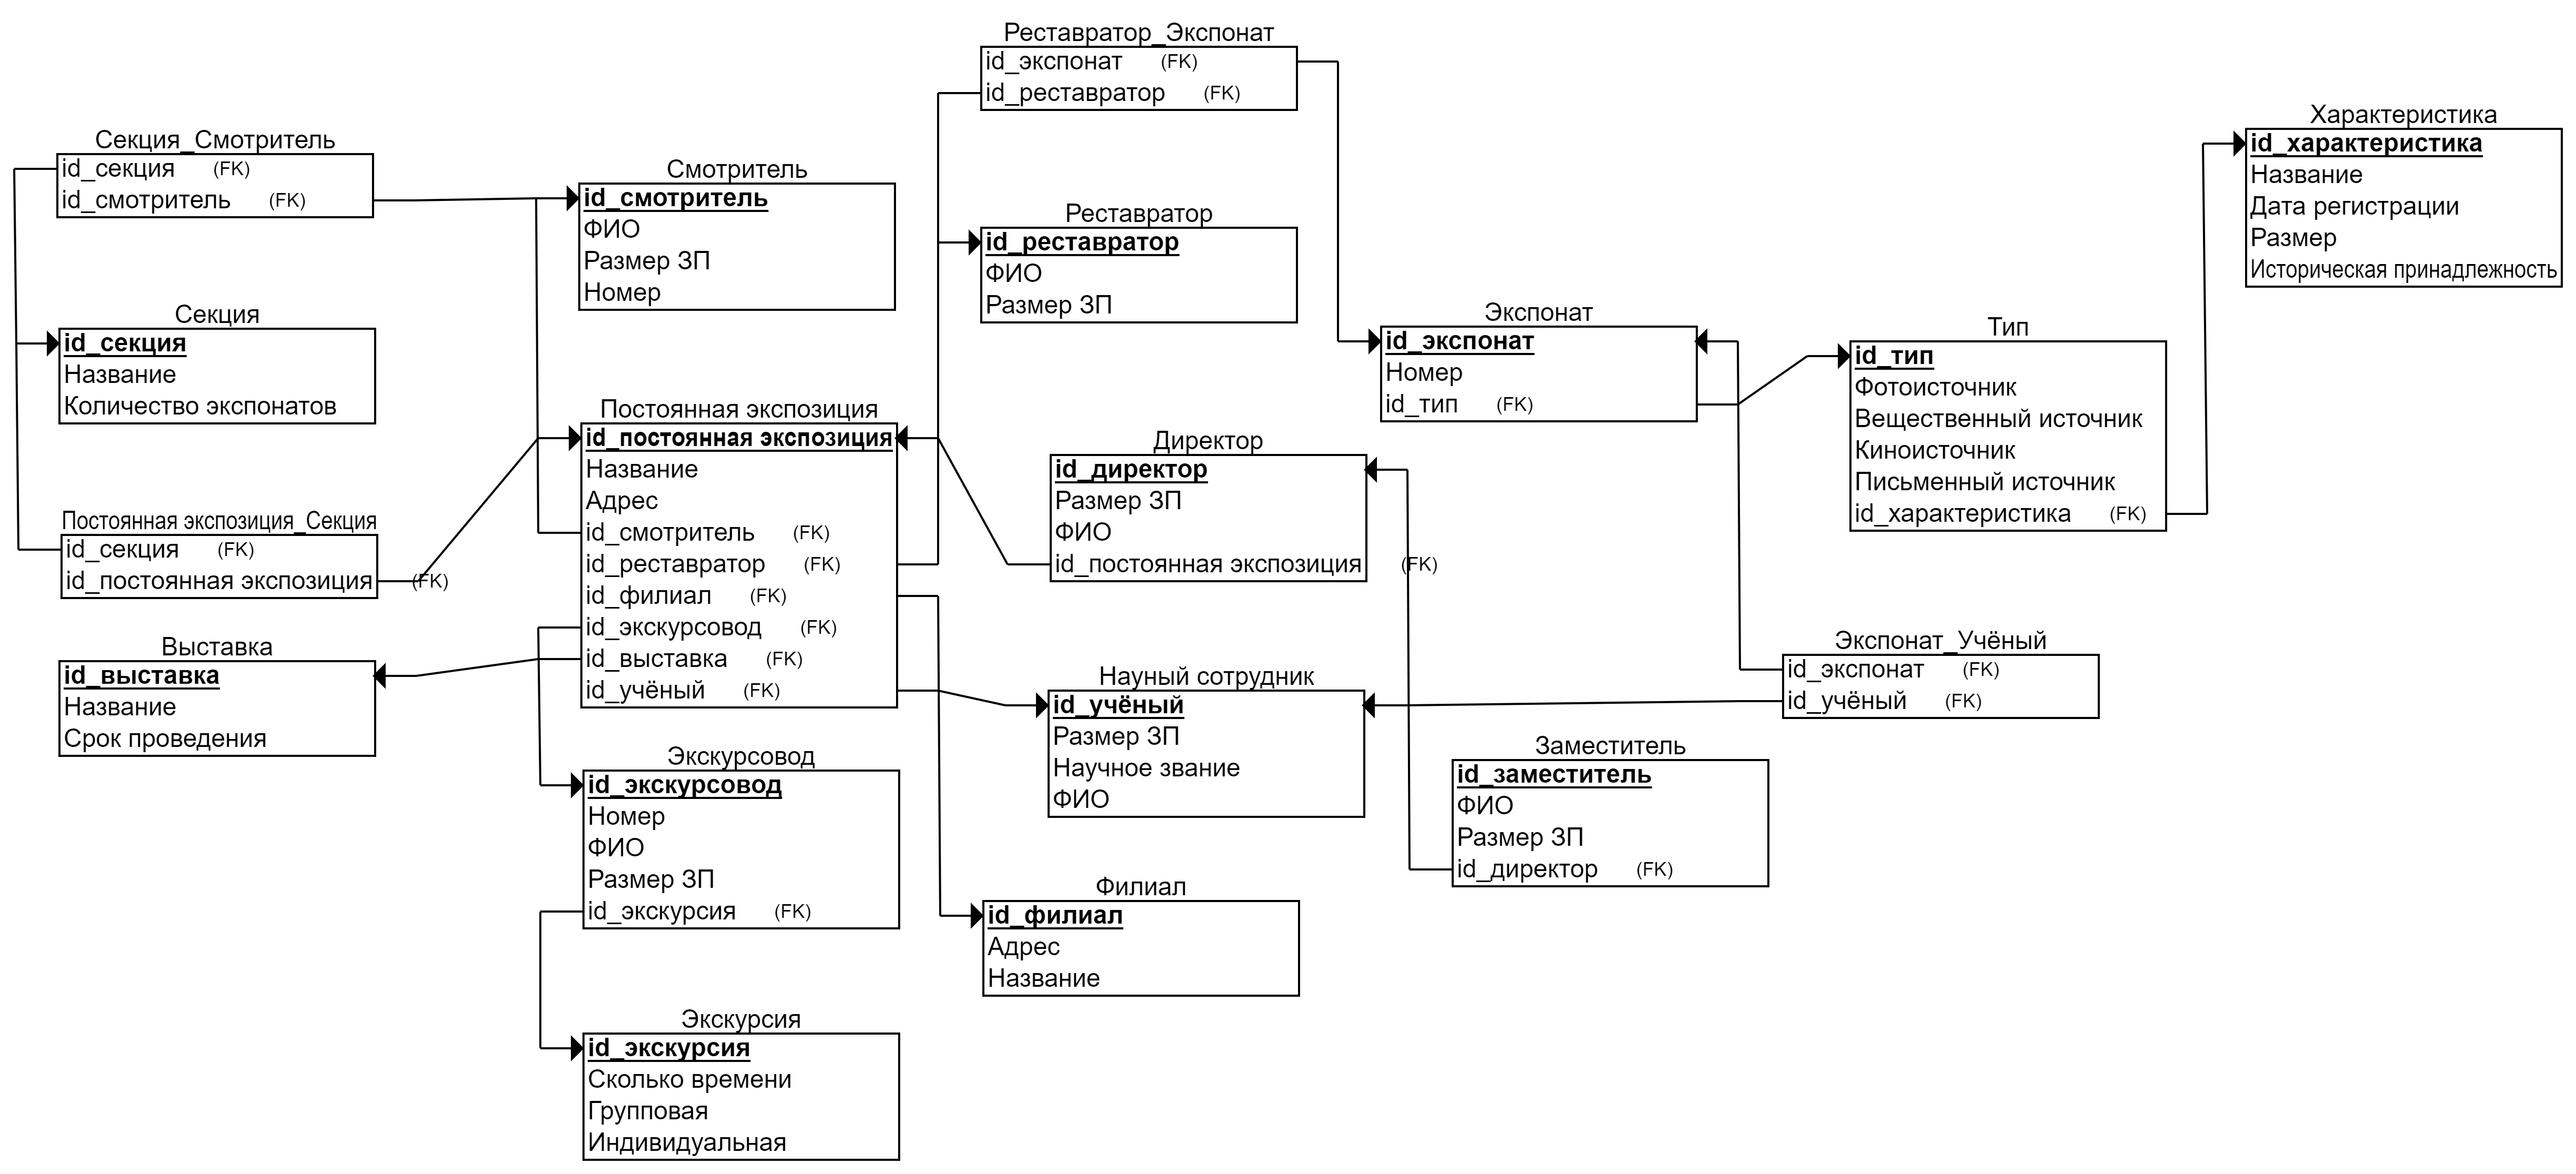 Реставратор_Экспонат
id_экспонат (FK)
id_реставратор (FK)
Характеристика
id_характеристика
Название
Дата регистрации
Размер
Историческая принадлежность
Секция_Смотритель
id_секция (FK)
id_смотритель (FK)
Смотритель
id_смотритель
ФИО
Размер ЗП
Номер
Реставратор
id_реставратор
ФИО
Размер ЗП
Секция
id_секция
Название
Количество экспонатов
Экспонат
id_экспонат
Номер
id_тип (FK)
Тип
id_тип
Фотоисточник
Вещественный источник
Киноисточник
Письменный источник
id_характеристика (FK)
Постоянная экспозиция
id_постоянная экспозиция
Название
Адрес
id_смотритель (FK)
id_реставратор (FK)
id_филиал (FK)
id_экскурсовод (FK)
id_выставка (FK)
id_учёный (FK)
Директор
id_директор
Размер ЗП
ФИО
id_постоянная экспозиция (FK)
Постоянная экспозиция_Секция
id_секция (FK)
id_постоянная экспозиция (FK)
Выставка
id_выставка
Название
Срок проведения
Науный сотрудник
id_учёный
Размер ЗП
Научное звание
ФИО
Экспонат_Учёный
id_экспонат (FK)
id_учёный (FK)
Заместитель
id_заместитель
ФИО
Размер ЗП
id_директор (FK)
Экскурсовод
id_экскурсовод
Номер
ФИО
Размер ЗП
id_экскурсия (FK)
Филиал
id_филиал
Адрес
Название
Экскурсия
id_экскурсия
Сколько времени
Групповая
Индивидуальная